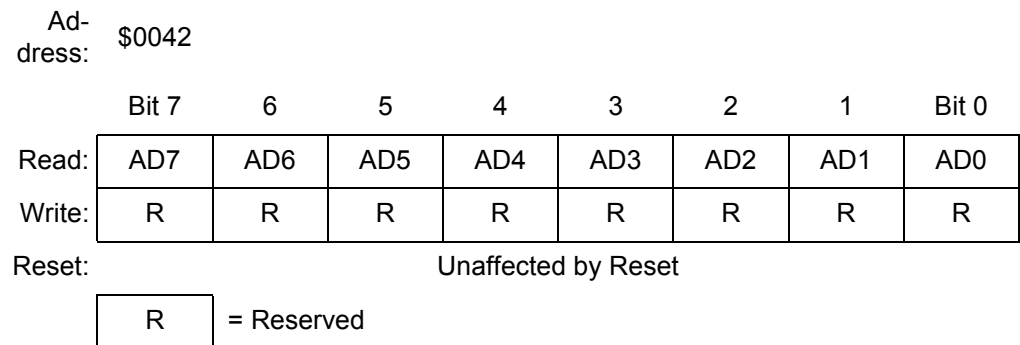 Ad-
dress: $0042
Bit 7 6 5 4 3 2 1 Bit 0
Read: AD7 AD6 AD5 AD4 AD3 AD2 AD1 AD0
Write: R R R R R R R R
Reset: Unaffected by Reset
R = Reserved